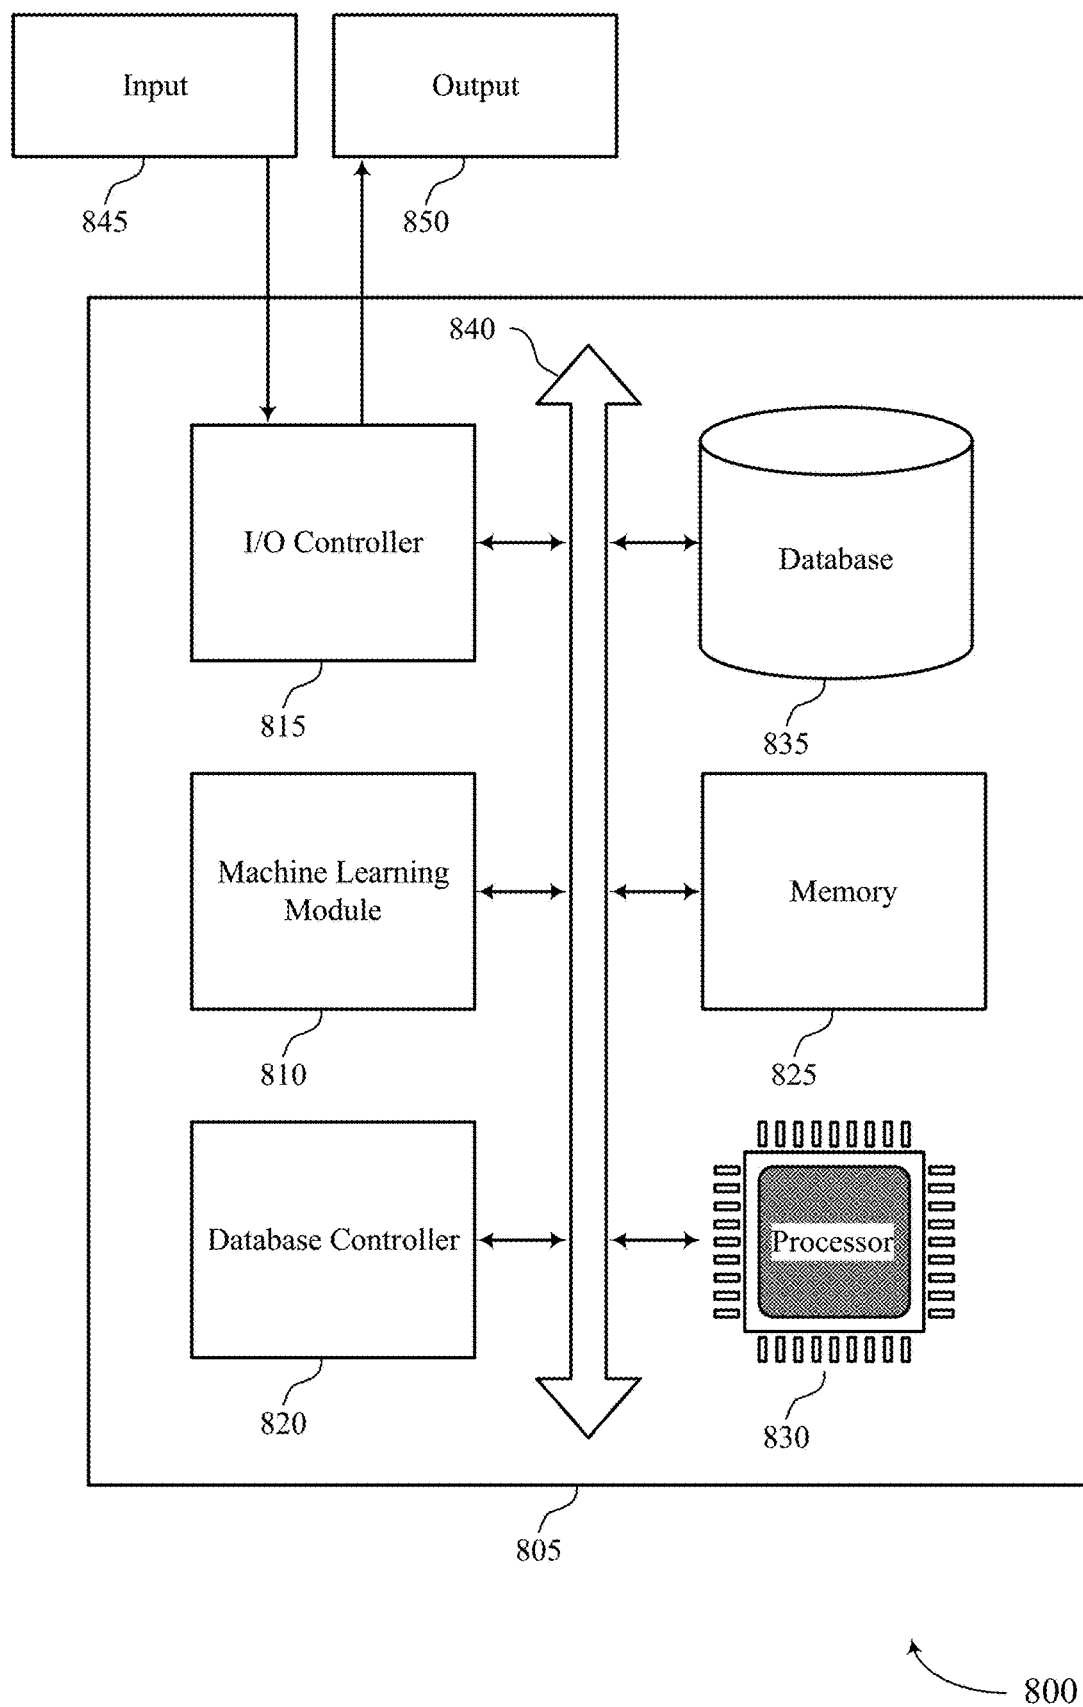 Input
Output
845
850
840
I/O Controller
Database
815
835
Machine Learning
Module
Memory
810
825
Database Controller
Processor
820
830
805
800